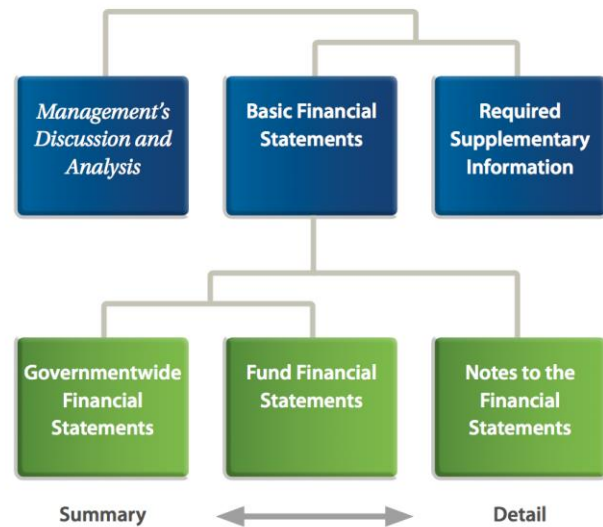 Management's
Discussion and
Analysis
Basic Financial
Statements
Required
Supplementary
Information
Governmentwide
Financial
Statements
Fund Financial
Statements
Notes to the
Financial
Statements
Summary
Detail